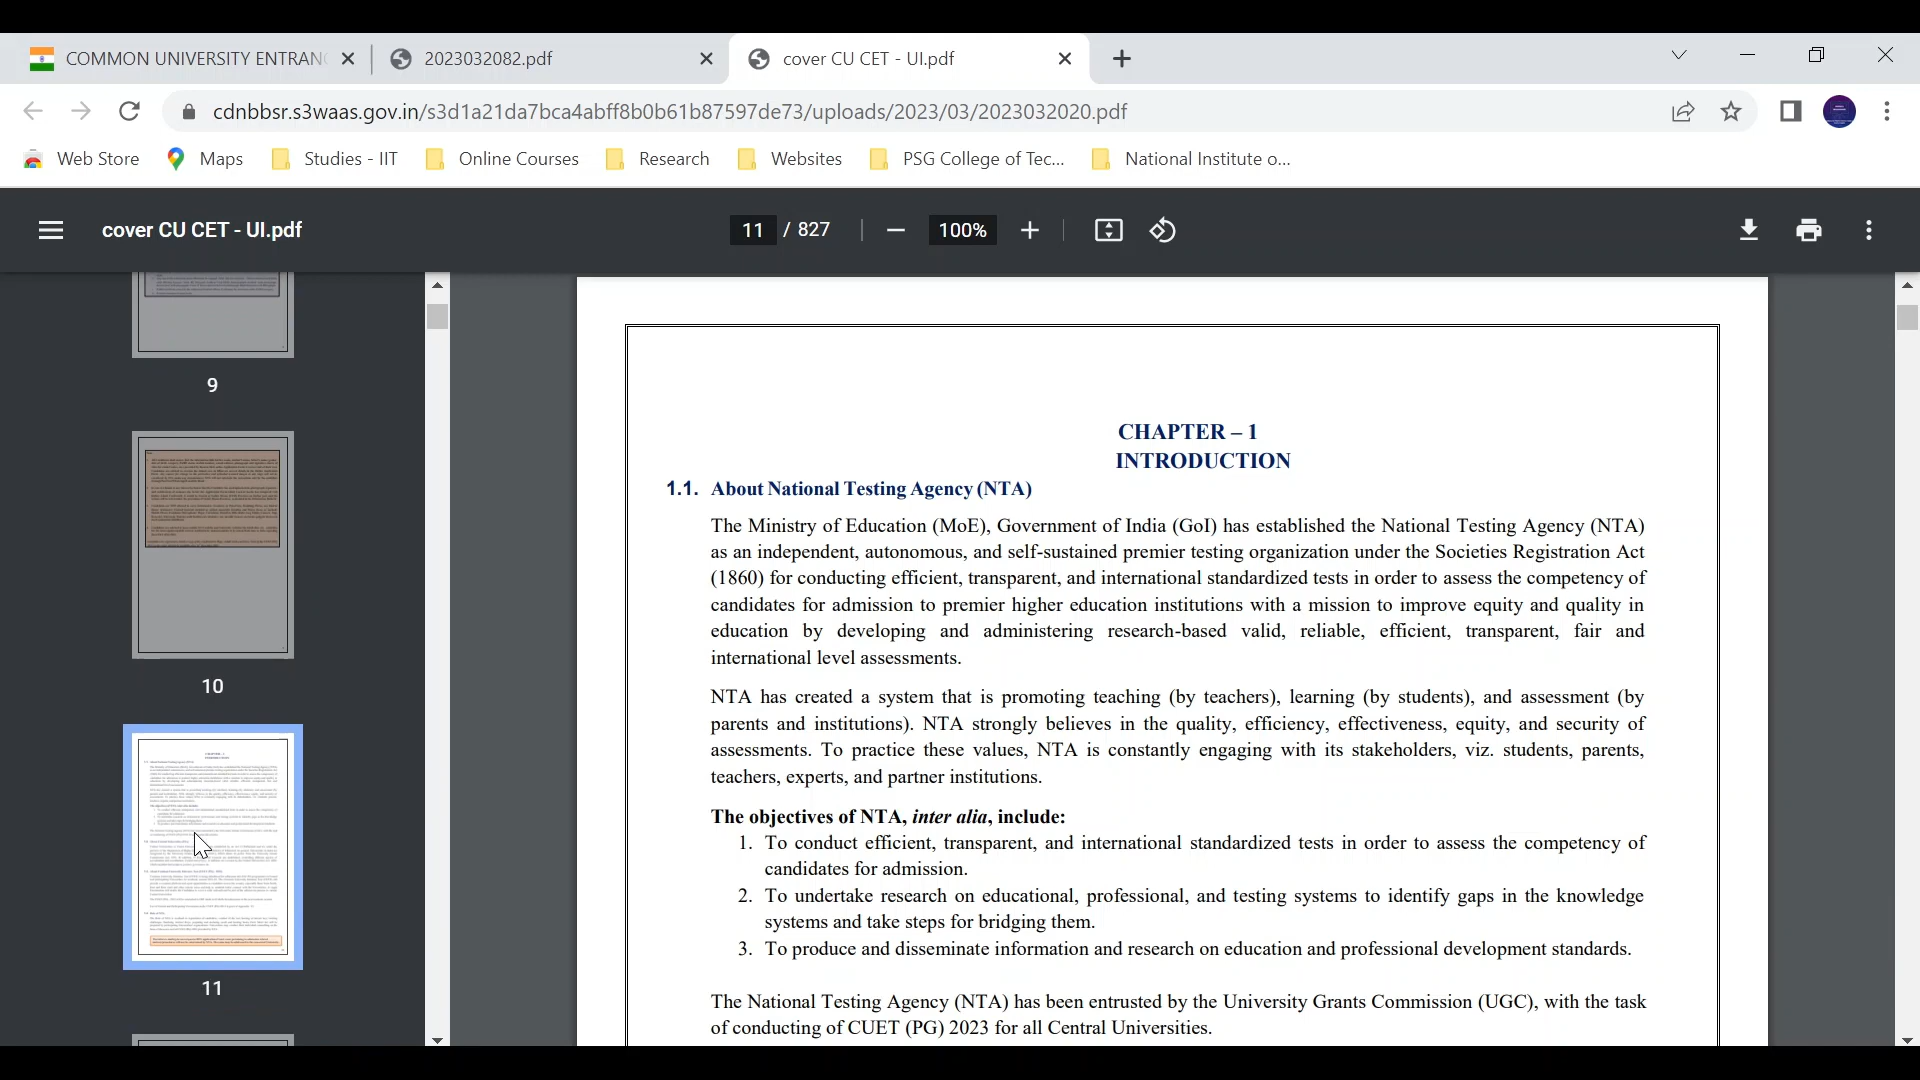 COMMON UNIVERSITY ENTRAN
2023032082.pdf
cover CU CET - UI.pdf
cdnbbsr.s3waas.gov.in/s3d1a21da7bca4abff8b0b61b87597de73/uploads/2023/03/2023032020.pdf
Web Store
Maps
Studies - IIT
Online Courses
Research
Websites
PSG College of Tec...
National Institute o...
cover CU CET - UI.pdf
11 / 827
100%
9
10
11
CHAPTER – 1
INTRODUCTION
1.1. About National Testing Agency (NTA)
The Ministry of Education (MoE), Government of India (GoI) has established the National Testing Agency (NTA)
as an independent, autonomous, and self-sustained premier testing organization under the Societies Registration Act
(1860) for conducting efficient, transparent, and international standardized tests in order to assess the competency of
candidates for admission to premier higher education institutions with a mission to improve equity and quality in
education by developing and administering research-based valid, reliable, efficient, transparent, fair and
international level assessments.
NTA has created a system that is promoting teaching (by teachers), learning (by students), and assessment (by
parents and institutions). NTA strongly believes in the quality, efficiency, effectiveness, equity, and security of
assessments. To practice these values, NTA is constantly engaging with its stakeholders, viz. students, parents,
teachers, experts, and partner institutions.
The objectives of NTA, inter alia, include:
1. To conduct efficient, transparent, and international standardized tests in order to assess the competency of
candidates for admission.
2. To undertake research on educational, professional, and testing systems to identify gaps in the knowledge
systems and take steps for bridging them.
3. To produce and disseminate information and research on education and professional development standards.
The National Testing Agency (NTA) has been entrusted by the University Grants Commission (UGC), with the task
of conducting of CUET (PG) 2023 for all Central Universities.